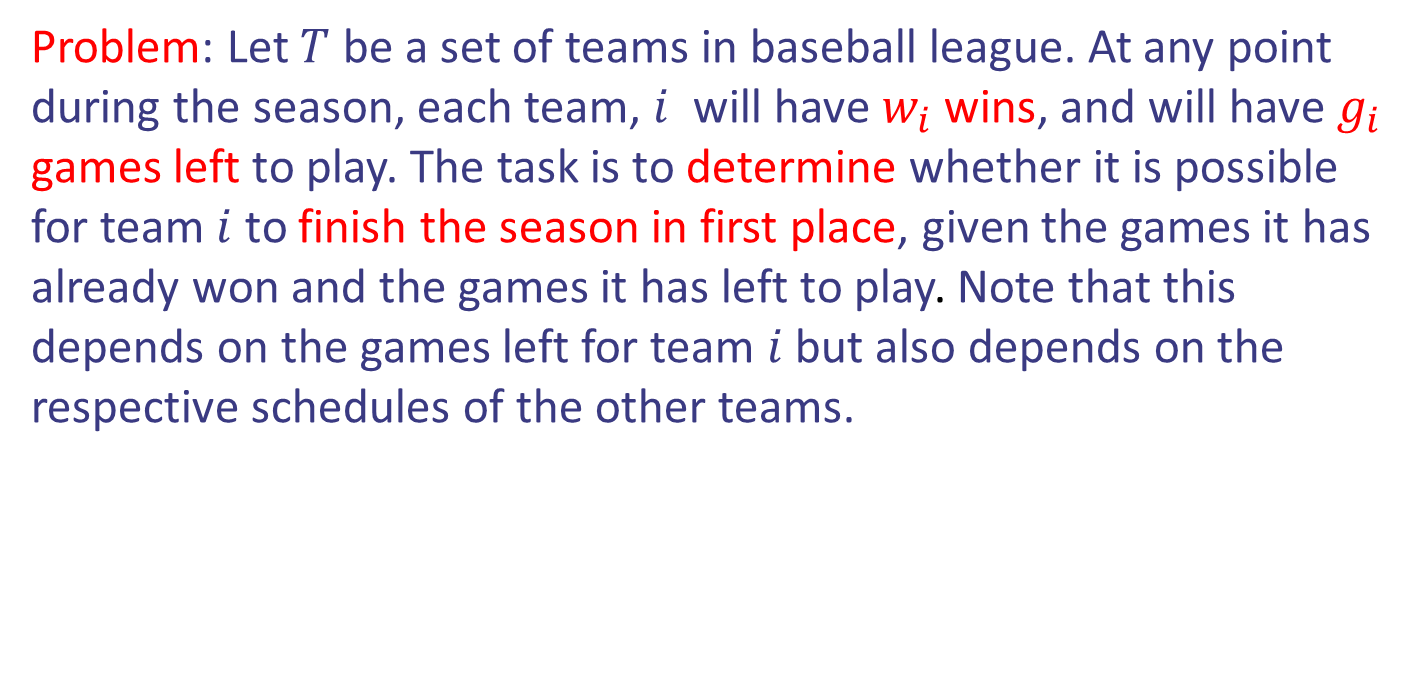 Problem: Let T be a set of teams in baseball league. At any point
during the season, each team, i will have wᵢ wins, and will have gᵢ
games left to play. The task is to determine whether it is possible
for team i to finish the season in first place, given the games it has
already won and the games it has left to play. Note that this
depends on the games left for team i but also depends on the
respective schedules of the other teams.